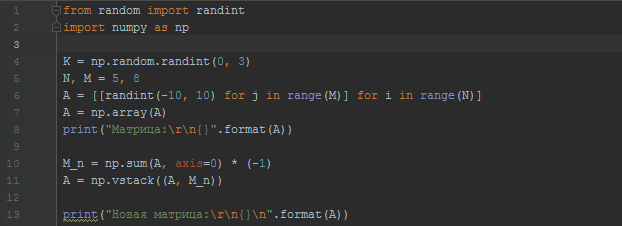 1 from random import randint
2 import numpy as np
3
4 K = np.random.randint(0, 3)
5 N, M = 5, 8
6 A = [[randint(-10, 10) for j in range(M)] for i in range(N)]
7 A = np.array(A)
8 print("Матрица:\r\n{}".format(A))
9
10 M_n = np.sum(A, axis=0) * (-1)
11 A = np.vstack((A, M_n))
12
13 print("Новая матрица:\r\n{}\n".format(A))